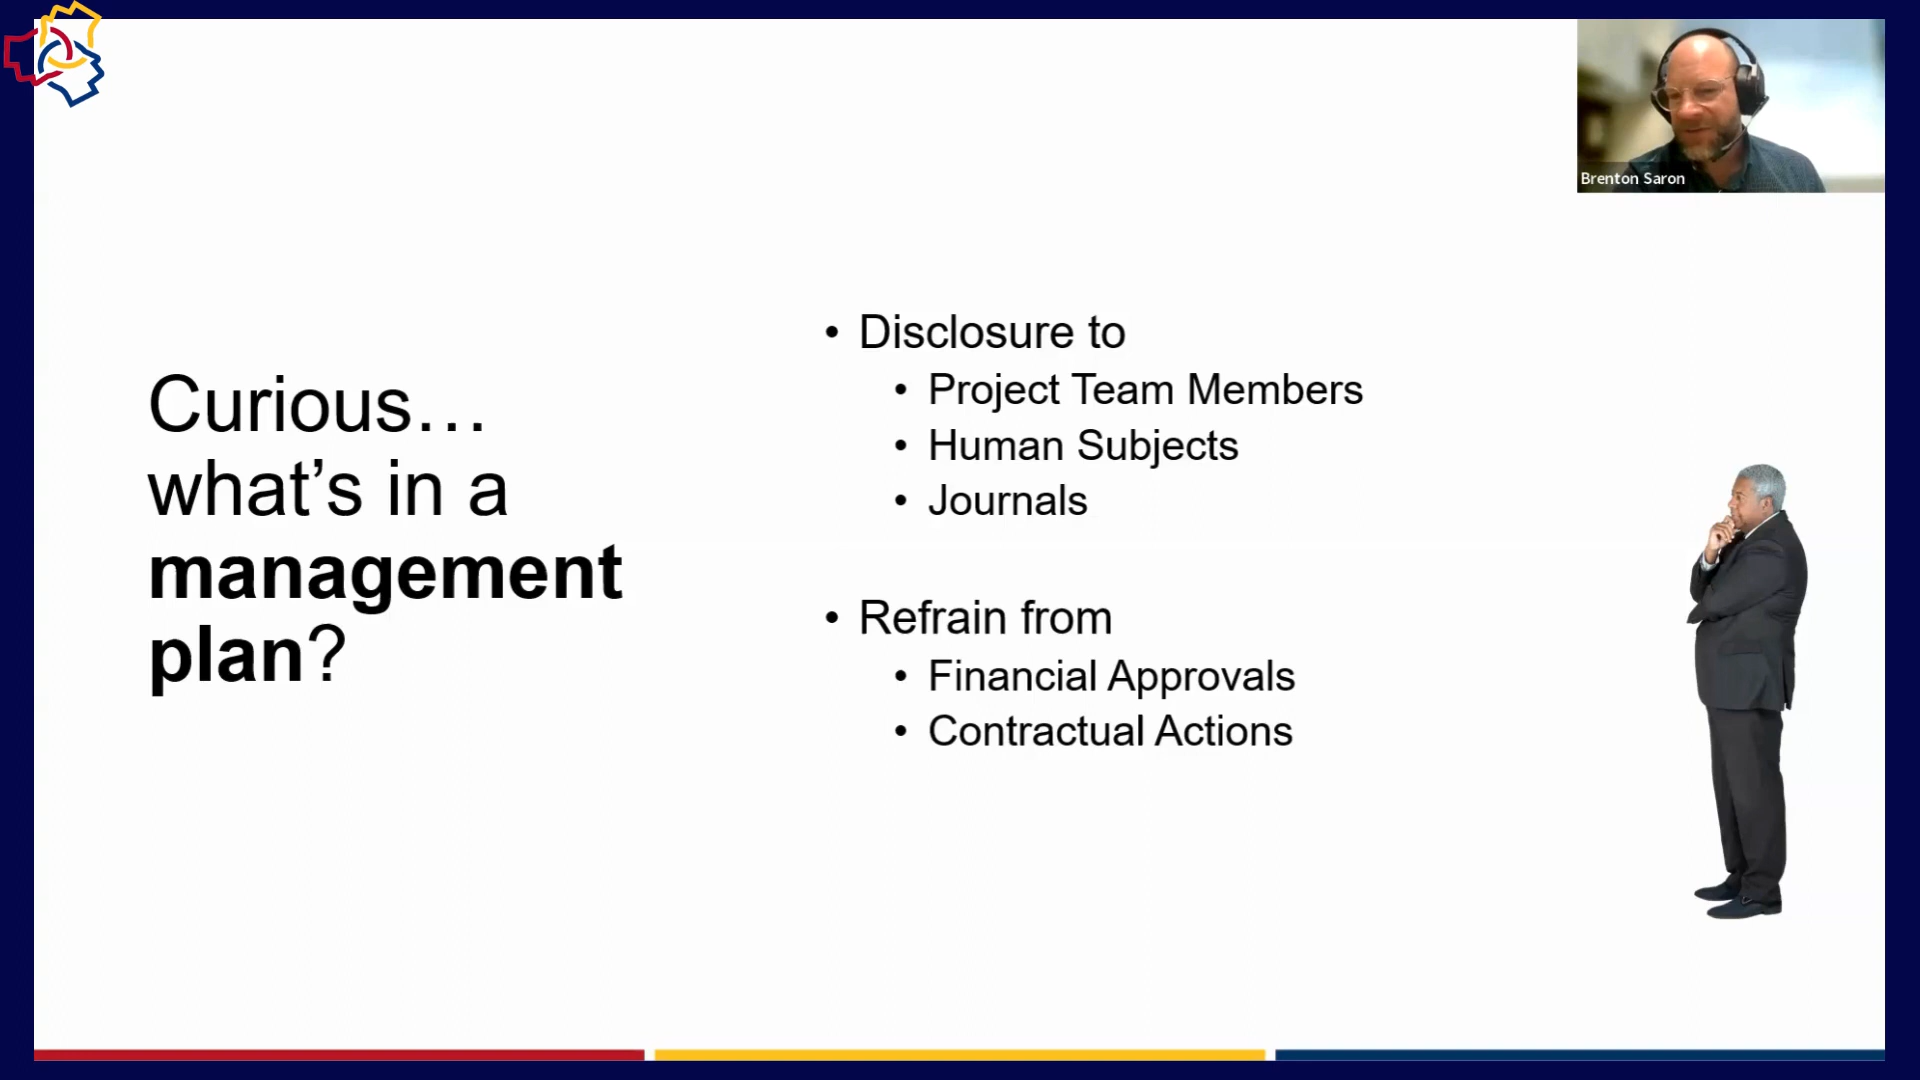 Brenton Saron
Curious…
what’s in a
management
plan?
• Disclosure to
• Project Team Members
• Human Subjects
• Journals
• Refrain from
• Financial Approvals
• Contractual Actions